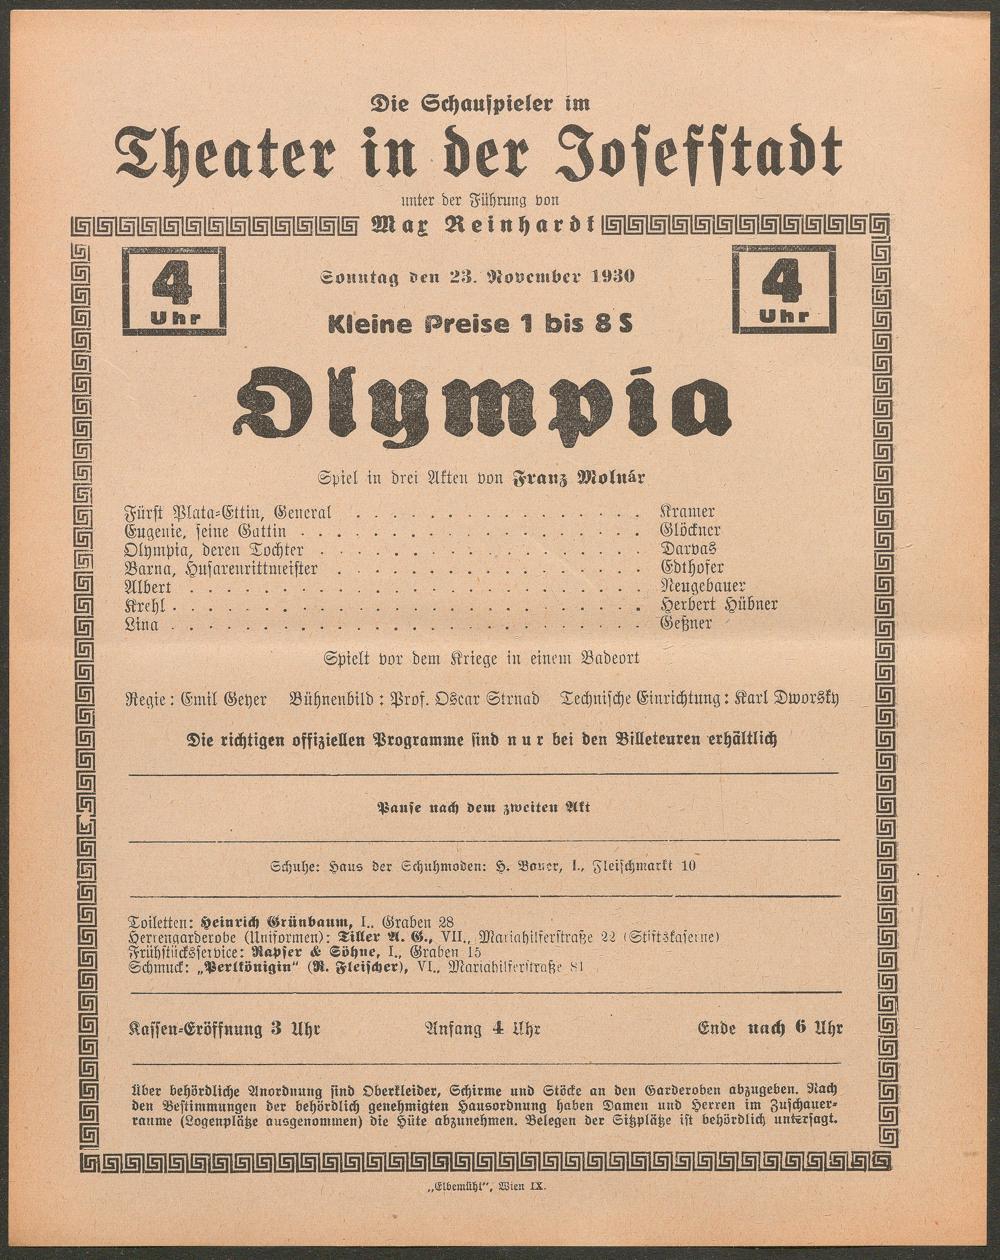 Die Schauspieler im
Theater in der Josefstadt
unter der Führung von
Max Reinhardt
4 Uhr
4 Uhr
Sonntag den 23. November 1930
Kleine Preise 1 bis 8 S
Olympia
Spiel in drei Akten von Franz Molnár
Fürst Plata-Ettin, General . . . . . . . . . . . . . . . Kramer
Eugenie, seine Gattin . . . . . . . . . . . . . . . . Glöckner
Olympia, deren Tochter . . . . . . . . . . . . . . . Darvas
Barna, Husarenrittmeister . . . . . . . . . . . . . . Edthofer
Albert . . . . . . . . . . . . . . . . . . . . . . Neugebauer
Krehl . . . . . . . . . . . . . . . . . . . . . . Herbert Hübner
Lina . . . . . . . . . . . . . . . . . . . . . . Geßner
Spielt vor dem Kriege in einem Badeort
Regie: Emil Geyer Bühnenbild: Prof. Oscar Strnad Technische Einrichtung: Karl Dworsky
Die richtigen offiziellen Programme sind nur bei den Billeteuren erhältlich
Pause nach dem zweiten Akt
Schuhe: Haus der Schuhmoden: H. Bauer, I., Fleischmarkt 10
Toiletten: Heinrich Grünbaum, I., Graben 28
Herrengarderobe (Uniformen): Tiller A. G., VII., Mariahilferstraße 22 (Stiftskaserne)
Frühstücksservice: Rayser & Söhne, I., Graben 15
Schmuck: „Perlkönigin" (R. Fleischer), VI., Mariahilferstraße 81
Kassen-Eröffnung 3 Uhr Anfang 4 Uhr Ende nach 6 Uhr
Über behördliche Anordnung sind Oberkleider, Schirme und Stöcke an den Garderoben abzugeben. Nach
den Bestimmungen der behördlich genehmigten Hausordnung haben Damen und Herren im Zuschauer-
raume (Logenplätze ausgenommen) die Hüte abzunehmen. Belegen der Sitzplätze ist behördlich untersagt.
„Elbemühl", Wien IX.